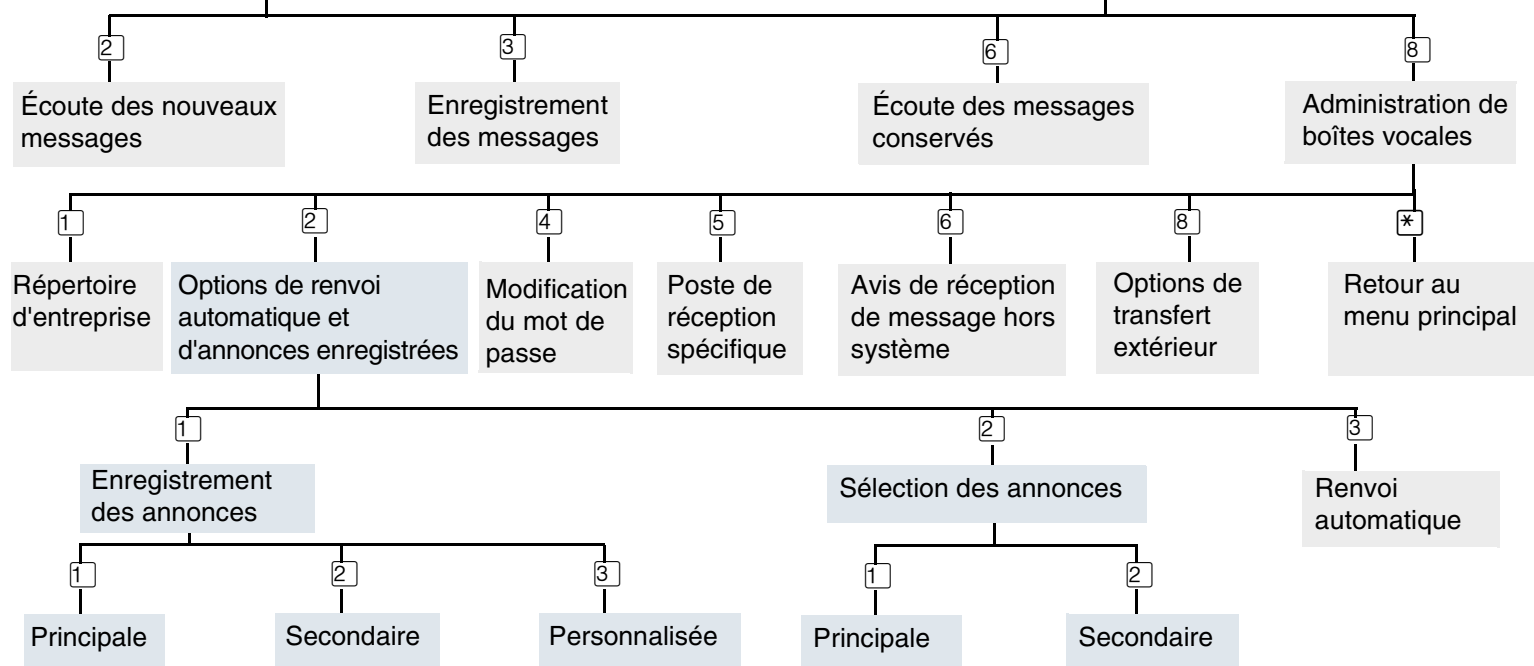 2
3
6
8
Écoute des nouveaux
messages
Enregistrement
des messages
Écoute des messages
conservés
Administration de
boîtes vocales
1
2
4
5
6
8
*
Répertoire
d'entreprise
Options de renvoi
automatique et
d'annonces enregistrées
Modification
du mot de
passe
Poste de
réception
spécifique
Avis de réception
de message hors
système
Options de
transfert
extérieur
Retour au
menu principal
1
2
3
Enregistrement
des annonces
Sélection des annonces
Renvoi
automatique
1
2
3
1
2
Principale
Secondaire
Personnalisée
Principale
Secondaire